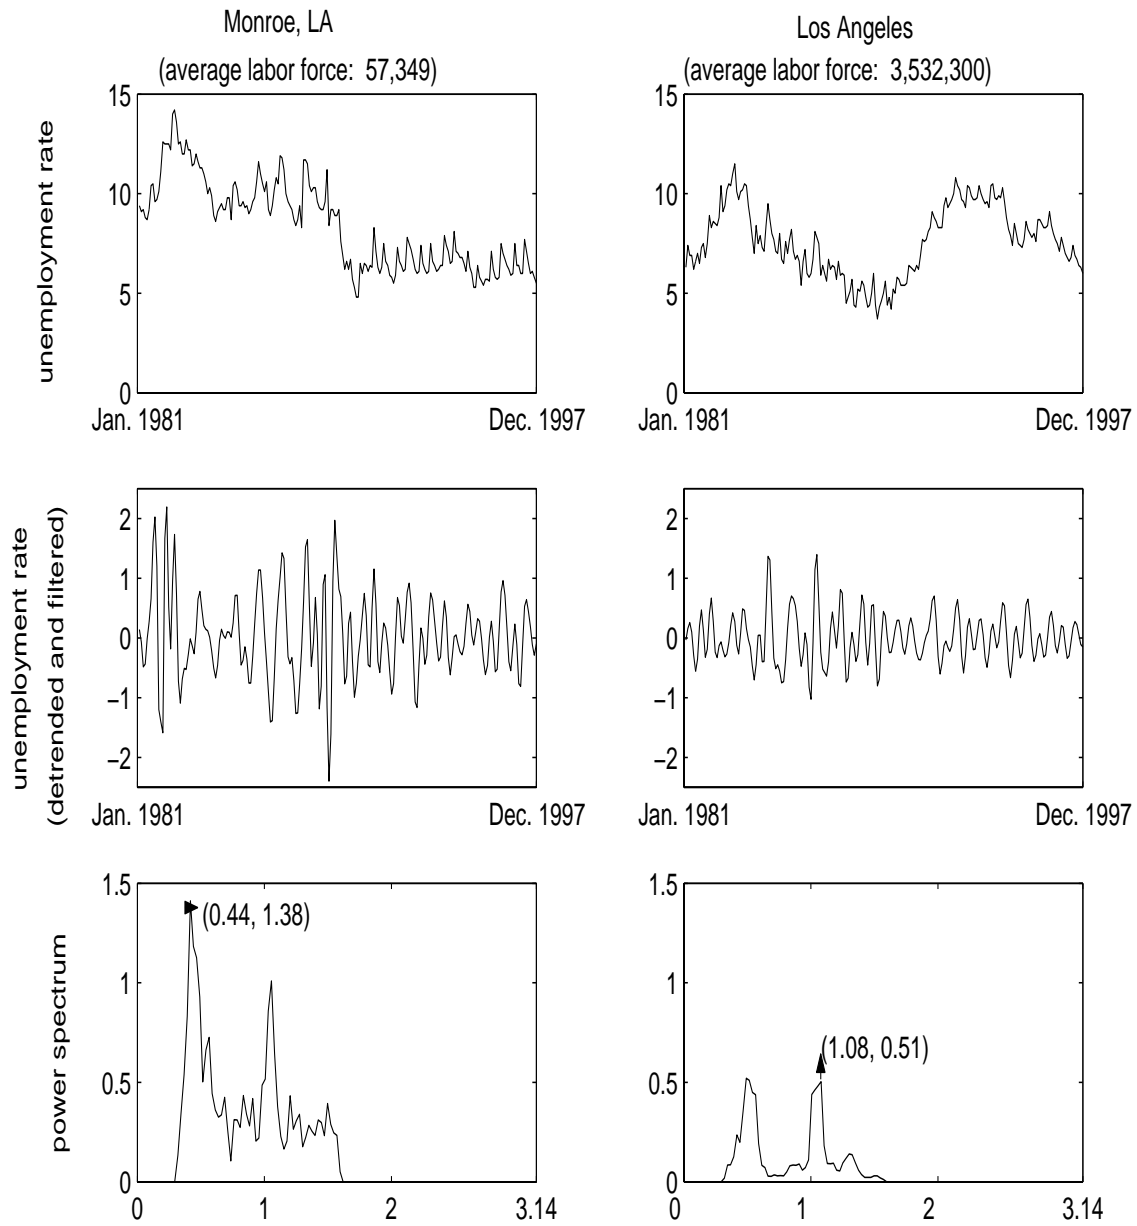 Monroe, LA
(average labor force: 57,349)
Los Angeles
(average labor force: 3,532,300)
unemployment rate
15
10
5
0
Jan. 1981
Dec. 1997
15
10
5
0
Jan. 1981
Dec. 1997
unemployment rate
(detrended and filtered)
2
1
0
−1
−2
Jan. 1981
Dec. 1997
2
1
0
−1
−2
Jan. 1981
Dec. 1997
power spectrum
1.5
1
0.5
0
(0.44, 1.38)
0
1
2
3.14
1.5
1
0.5
0
(1.08, 0.51)
0
1
2
3.14